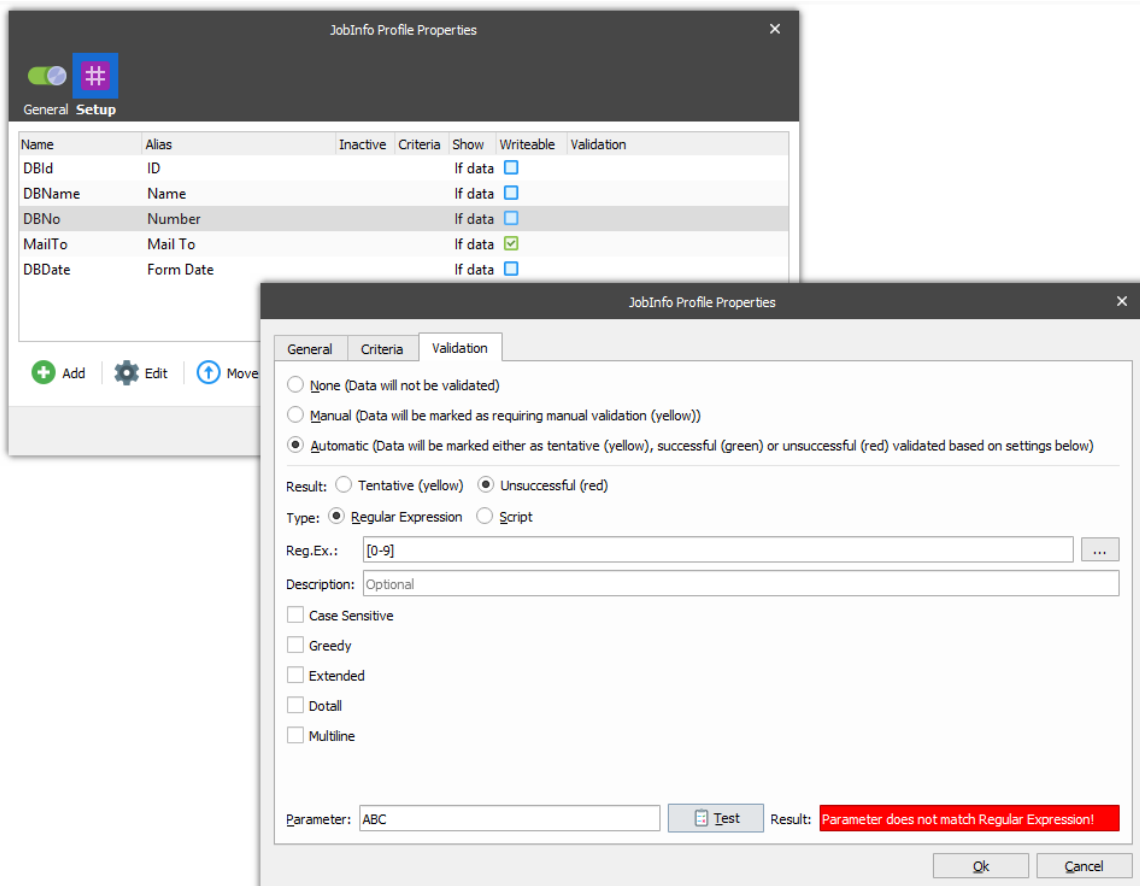 JobInfo Profile Properties
General Setup
Name Alias Inactive Criteria Show Writeable Validation
DBId ID If data
DBName Name If data
DBNo Number If data
MailTo Mail To If data
DBDate Form Date If data
Add Edit Move
JobInfo Profile Properties
General Criteria Validation
None (Data will not be validated)
Manual (Data will be marked as requiring manual validation (yellow))
Automatic (Data will be marked either as tentative (yellow), successful (green) or unsuccessful (red) validated based on settings below)
Result: Tentative (yellow) Unsuccessful (red)
Type: Regular Expression Script
Reg.Ex.: [0-9] ...
Description: Optional
Case Sensitive
Greedy
Extended
Dotall
Multiline
Parameter: ABC Test Result: Parameter does not match Regular Expression!
Ok Cancel